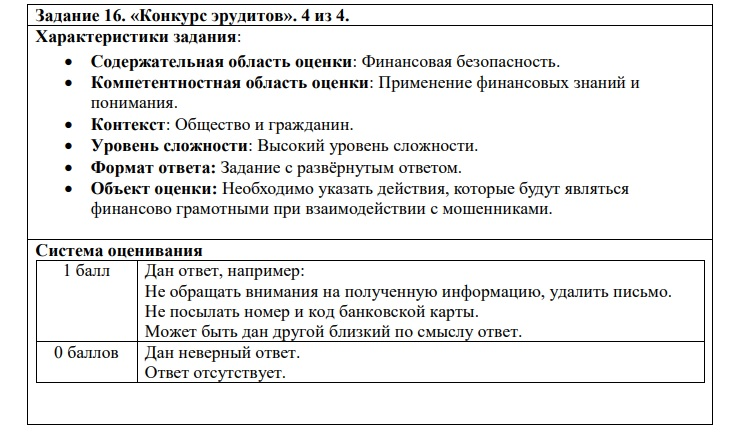 Задание 16. «Конкурс эрудитов». 4 из 4.
Характеристики задания:
• Содержательная область оценки: Финансовая безопасность.
• Компетентностная область оценки: Применение финансовых знаний и
понимания.
• Контекст: Общество и гражданин.
• Уровень сложности: Высокий уровень сложности.
• Формат ответа: Задание с развёрнутым ответом.
• Объект оценки: Необходимо указать действия, которые будут являться
финансово грамотными при взаимодействии с мошенниками.
Система оценивания
1 балл Дан ответ, например:
Не обращать внимания на полученную информацию, удалить письмо.
Не посылать номер и код банковской карты.
Может быть дан другой близкий по смыслу ответ.
0 баллов Дан неверный ответ.
Ответ отсутствует.